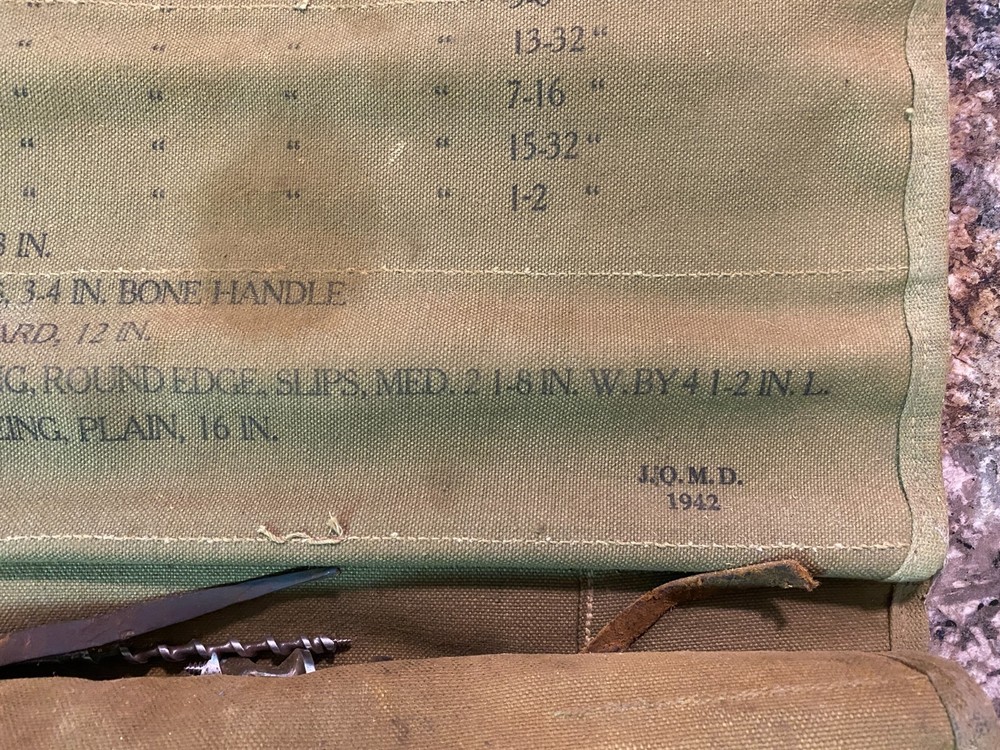 “ “ “ “ 13-32 “
“ “ “ “ 7-16 “
“ “ “ “ 15-32 “
“ “ “ “ 1-2 “
3 IN.
3-4 IN. BONE HANDLE
ARD. 12 IN.
G, ROUND EDGE, SLIPS, MED. 2 1-8 IN. W. BY 4 1-2 IN. L.
ING, PLAIN, 16 IN.
J.Q.M.D.
1942